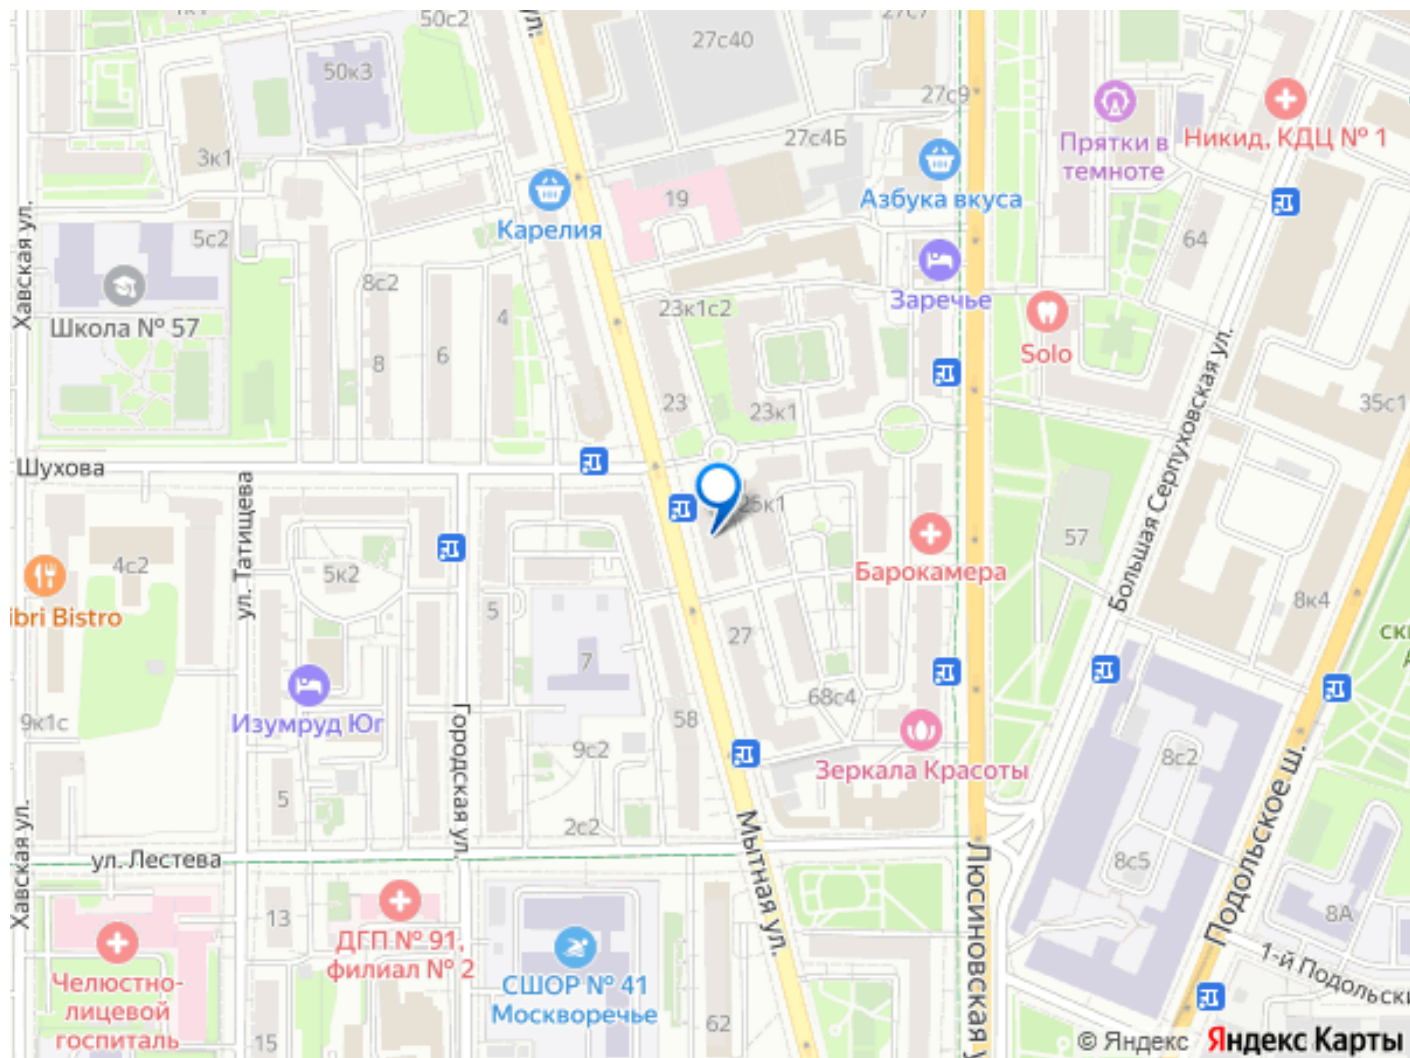 50с2
ул.
27с7
27с40
50к3
27с9
Прятки в
темноте
Никид, КДЦ № 1
27с4Б
3к1
Азбука вкуса
19
Карелия
Хавская ул.
5с2
64
8с2
Заречье
23к1с2
4
Школа № 57
Solo
6
8
23
23к1
35с1
Большая Серпуховская ул.
Шухова
ул. Татищева
25к1
57
4с2
5к2
Барокамера
ibri Bistro
5
8к4
27
7
ск
68с4
9к1с
Изумруд Юг
58
Городская ул.
9с2
Зеркала Красоты
8с2
Подольское ш.
5
2с2
Мытная ул.
Хавская ул.
ул. Лестева
Люсиновская у
8с5
13
8А
ДГП № 91,
филиал № 2
1-й Подольски
Челюстно-
лицевой
госпиталь
СШОР № 41
Москворечье
62
15
© Яндекс Яндекс Карты